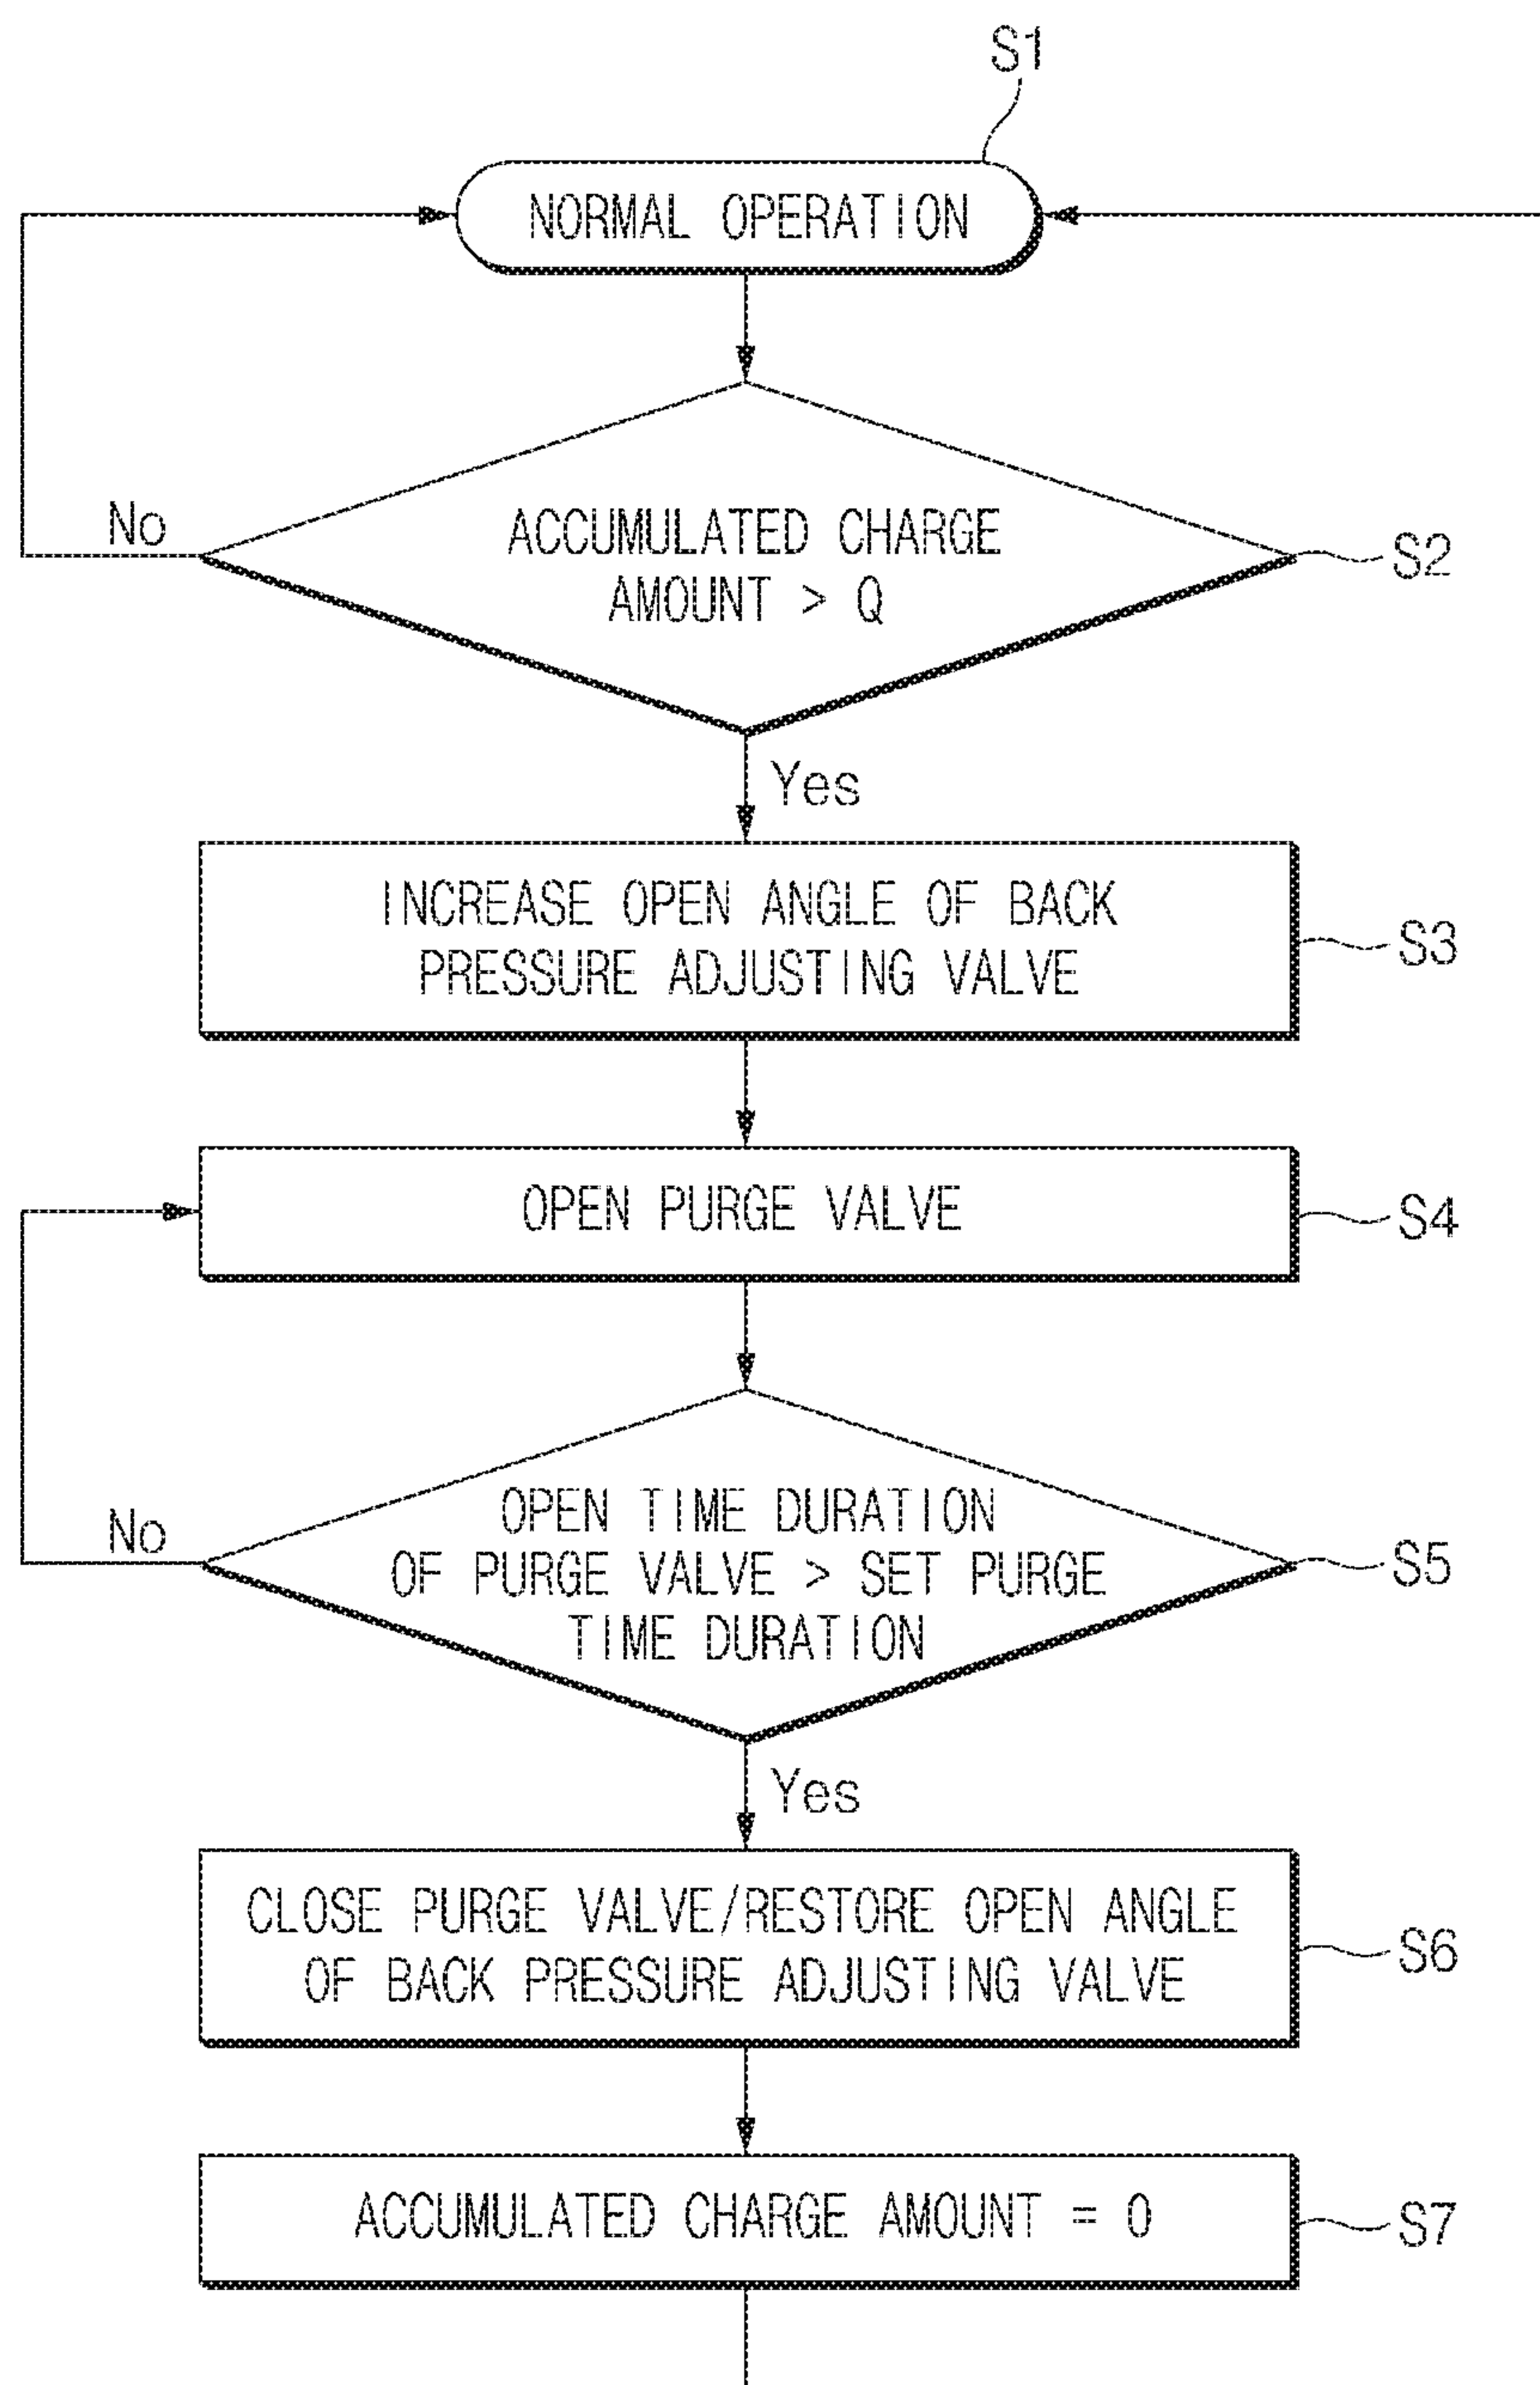 S1
NORMAL OPERATION
No
ACCUMULATED CHARGE
AMOUNT > Q
S2
Yes
INCREASE OPEN ANGLE OF BACK
PRESSURE ADJUSTING VALVE
S3
OPEN PURGE VALVE
S4
No
OPEN TIME DURATION
OF PURGE VALVE > SET PURGE
TIME DURATION
S5
Yes
CLOSE PURGE VALVE/RESTORE OPEN ANGLE
OF BACK PRESSURE ADJUSTING VALVE
S6
ACCUMULATED CHARGE AMOUNT = 0
S7